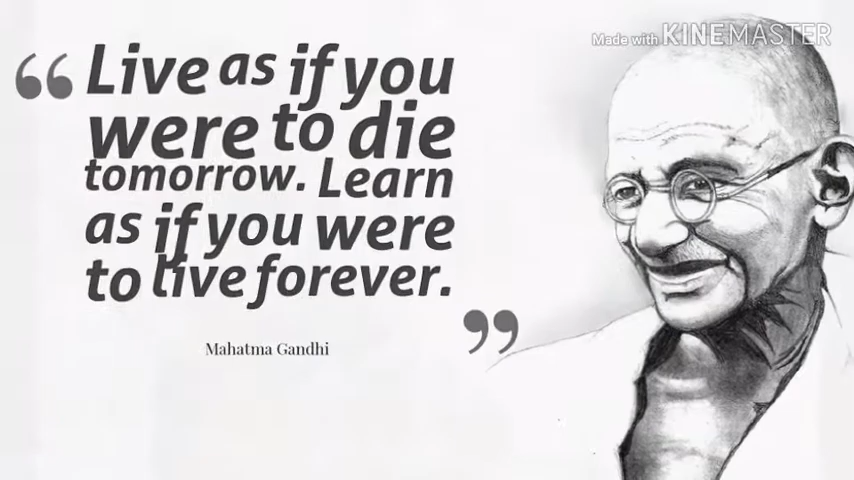 Made with KINEMASTER
“Live as if you
were to die
tomorrow. Learn
as if you were
to live forever.
”
Mahatma Gandhi